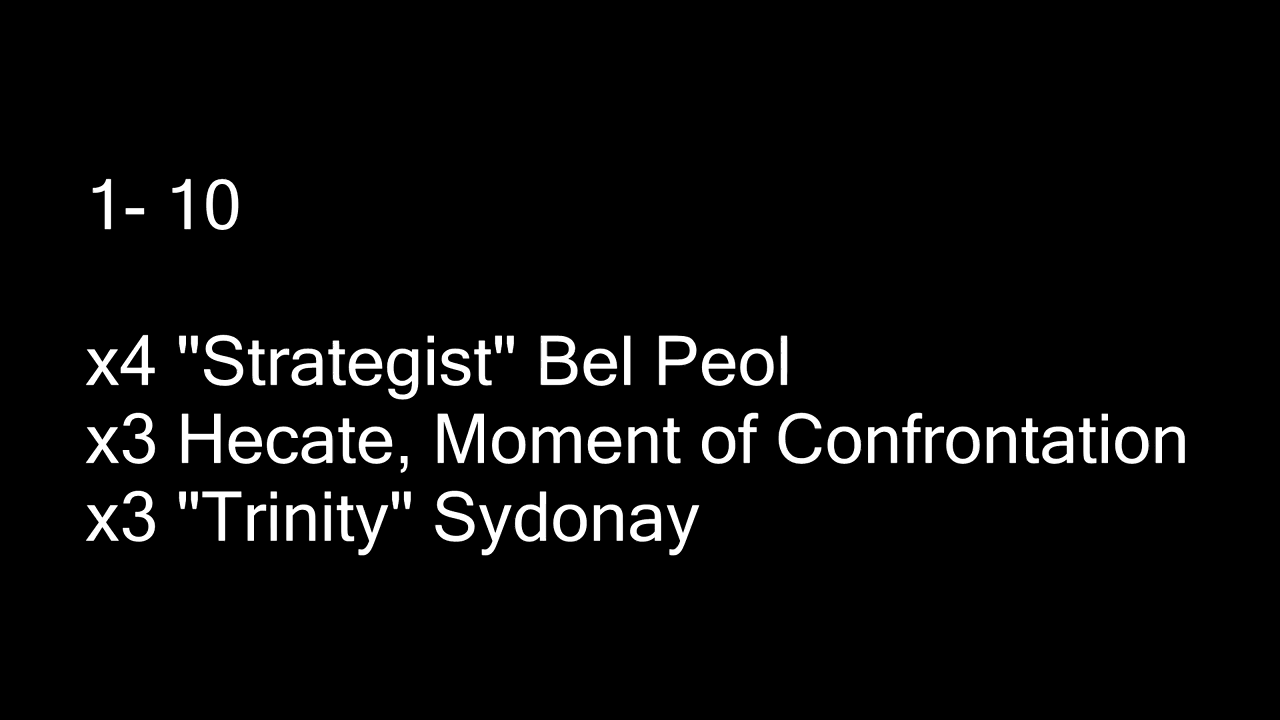 1- 10
x4 "Strategist" Bel Peol
x3 Hecate, Moment of Confrontation
x3 "Trinity" Sydonay